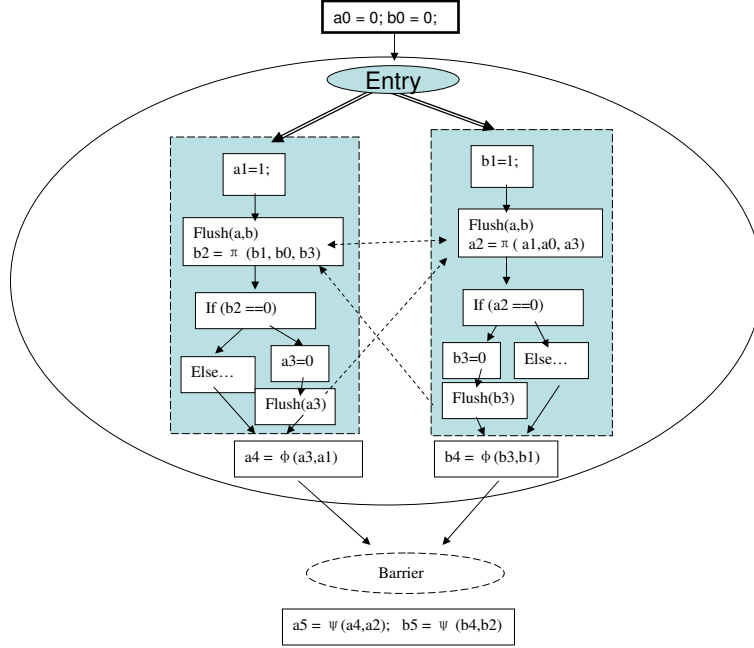 a0 = 0; b0 = 0;
Entry
a1=1;
Flush(a,b)
b2 = π (b1, b0, b3)
If (b2 ==0)
Else…
a3=0
Flush(a3)
b1=1;
Flush(a,b)
a2 = π ( a1,a0, a3)
If (a2 ==0)
b3=0
Else…
Flush(b3)
a4 = φ (a3,a1)
b4 = φ (b3,b1)
Barrier
a5 = ψ(a4,a2); b5 = ψ (b4,b2)